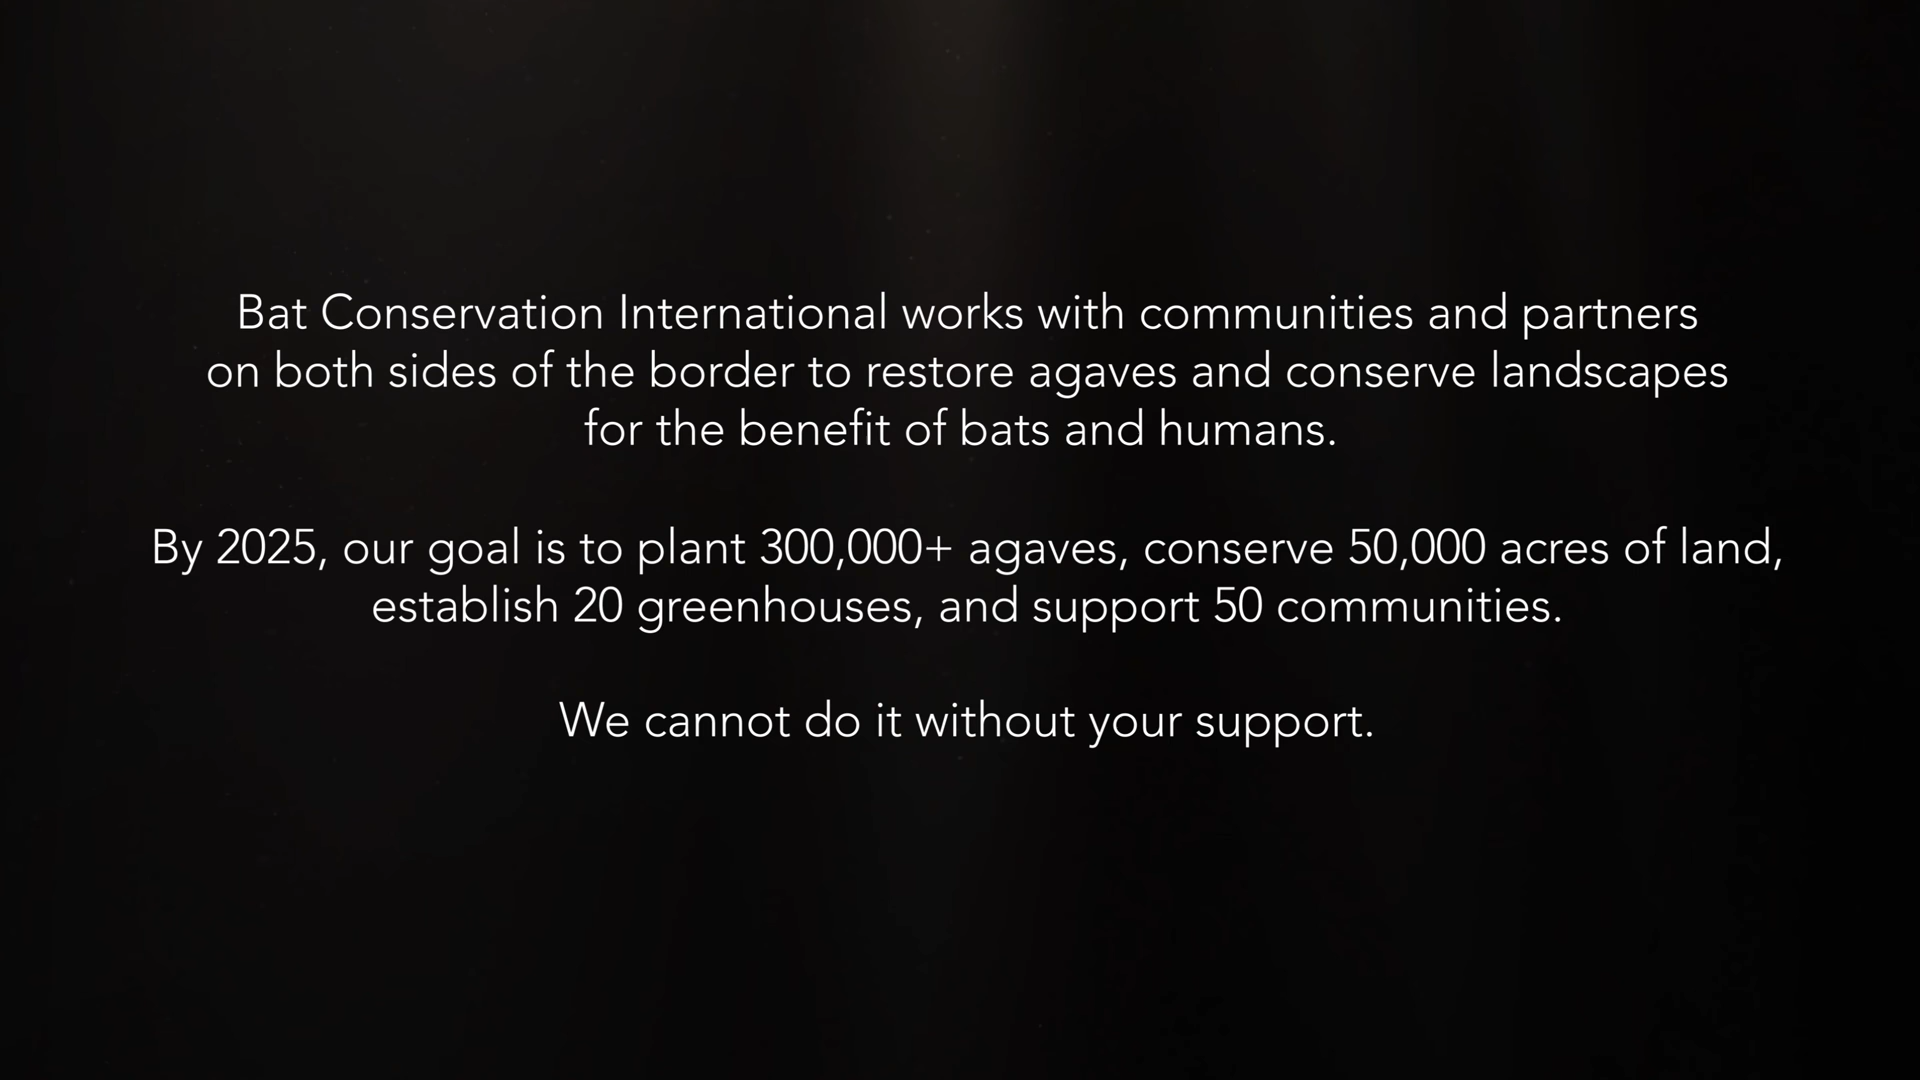 Bat Conservation International works with communities and partners
on both sides of the border to restore agaves and conserve landscapes
for the benefit of bats and humans.
By 2025, our goal is to plant 300,000+ agaves, conserve 50,000 acres of land,
establish 20 greenhouses, and support 50 communities.
We cannot do it without your support.